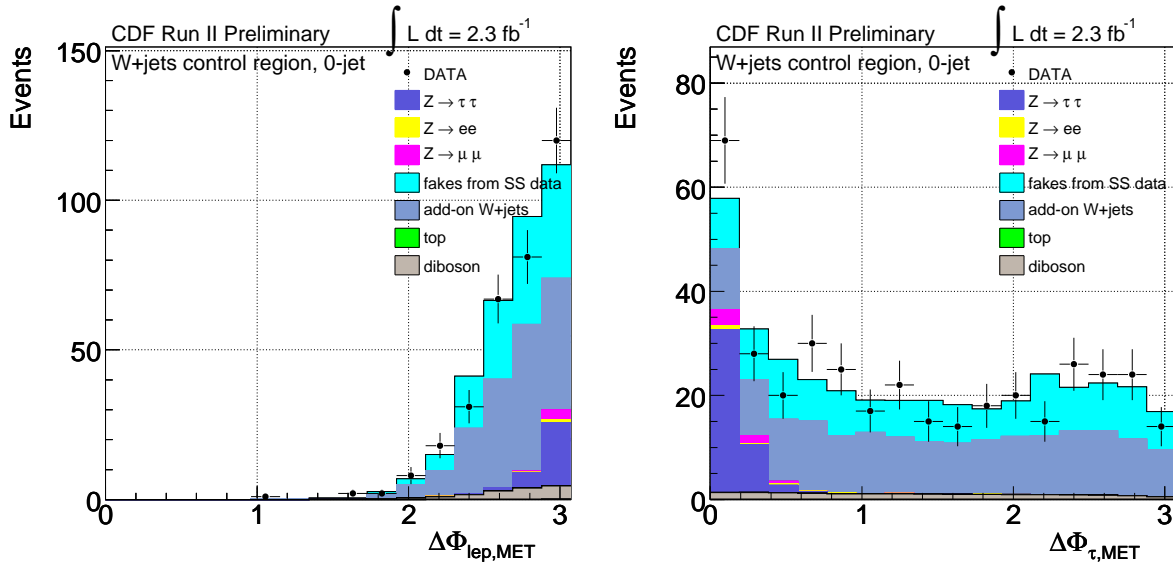 CDF Run II Preliminary ∫ L dt = 2.3 fb⁻¹
W+jets control region, 0-jet
Events
150
100
50
0
DATA
Z → τ τ
Z → ee
Z → μ μ
fakes from SS data
add-on W+jets
top
diboson
0 1 2 3
ΔΦlep,MET
CDF Run II Preliminary ∫ L dt = 2.3 fb⁻¹
W+jets control region, 0-jet
Events
80
60
40
20
0
DATA
Z → τ τ
Z → ee
Z → μ μ
fakes from SS data
add-on W+jets
top
diboson
0 1 2 3
ΔΦτ,MET